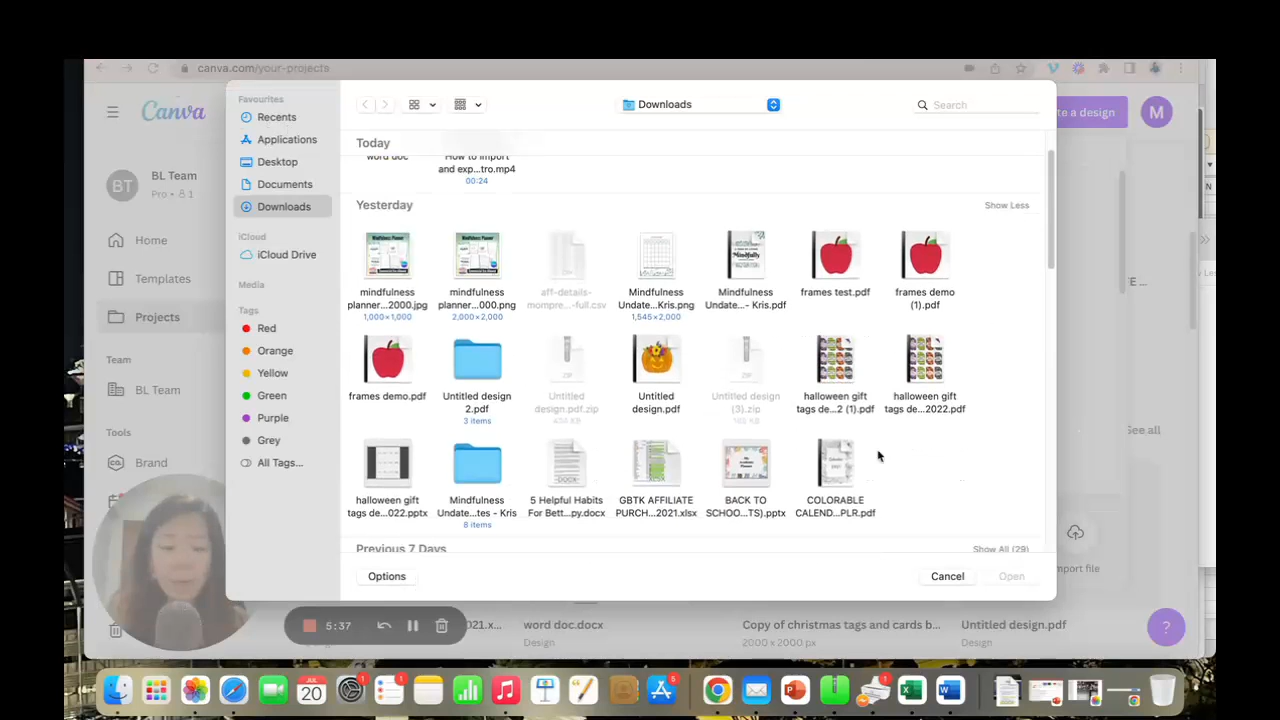 canva.com/your-projects
Canva
te a design
M
BT
BL Team
Pro
1
Home
Templates
Projects
Team
BL Team
Tools
Brand
Favourites
Recents
Applications
Desktop
Documents
Downloads
iCloud
iCloud Drive
Media
Tags
Red
Orange
Yellow
Green
Purple
Grey
All Tags...
Downloads
Search
Today
word doc
How to import
and exp...tro.mp4
00:24
Yesterday
Show Less
mindfulness
planner...2000.jpg
1,000×1,000
mindfulness
planner...000.png
2,000×2,000
aff-details-
mompre...-full.csv
Mindfulness
Undate...Kris.png
1,545×2,000
Mindfulness
Undate...- Kris.pdf
frames test.pdf
frames demo
(1).pdf
frames demo.pdf
Untitled design
2.pdf
3 items
ZIP
Untitled
design.pdf.zip
Untitled
design.pdf
ZIP
Untitled design
(3).zip
halloween gift
tags de...2 (1).pdf
halloween gift
tags de...2022.pdf
halloween gift
tags de...022.pptx
Mindfulness
Undate...tes - Kris
8 items
DOCX
5 Helpful Habits
For Bett...py.docx
GBTK AFFILIATE
PURCH...2021.xlsx
BACK TO
SCHOO...TS).pptx
COLORABLE
CALEND...PLR.pdf
Previous 7 Days
Show All (29)
Options
Cancel
Open
See all
mport file
5:37
021.x...
word doc.docx
Design
Copy of christmas tags and cards b...
2000 x 2000 px
Untitled design.pdf
Design
?
JUL
20
1
1
5
1